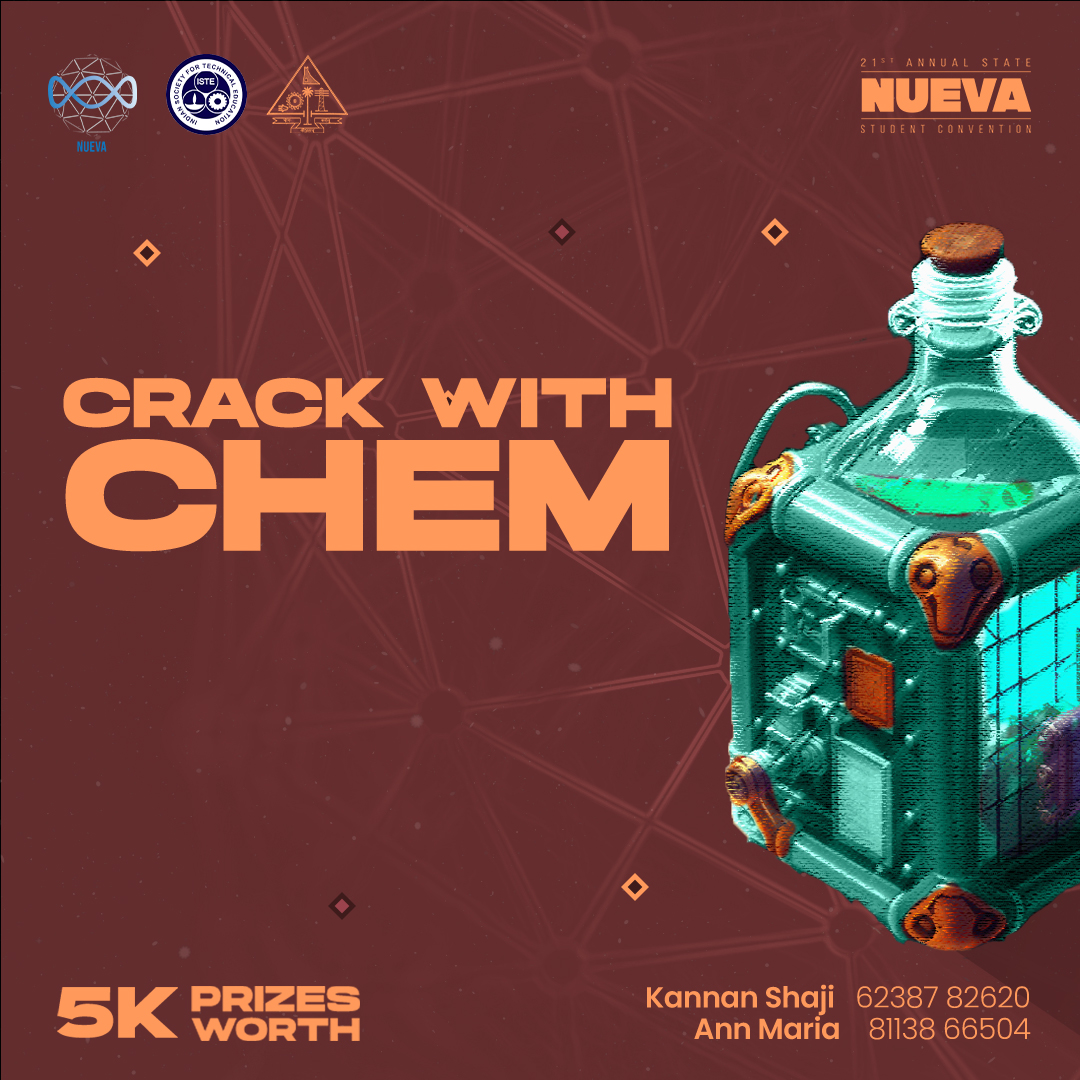 NUEVA
INDIAN SOCIETY FOR TECHNICAL EDUCATION
ISTE
21ST ANNUAL STATE
NUEVA
STUDENT CONVENTION
CRACK WITH
CHEM
5K PRIZES
WORTH
Kannan Shaji 62387 82620
Ann Maria 81138 66504